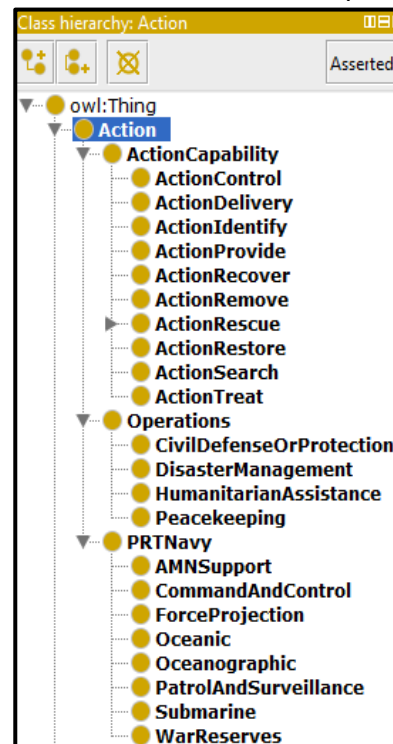 Class hierarchy: Action
Asserted
owl:Thing
Action
ActionCapability
ActionControl
ActionDelivery
ActionIdentify
ActionProvide
ActionRecover
ActionRemove
ActionRescue
ActionRestore
ActionSearch
ActionTreat
Operations
CivilDefenseOrProtection
DisasterManagement
HumanitarianAssistance
Peacekeeping
PRTNavy
AMNSupport
CommandAndControl
ForceProjection
Oceanic
Oceanographic
PatrolAndSurveillance
Submarine
WarReserves